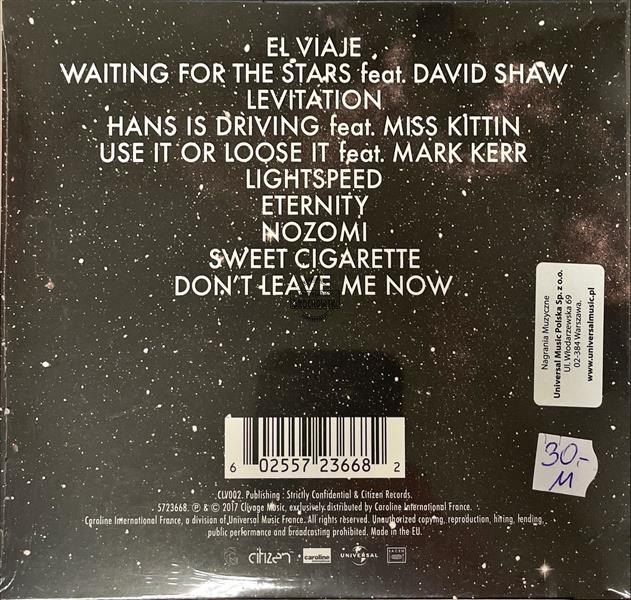 EL VIAJE
WAITING FOR THE STARS feat. DAVID SHAW
LEVITATION
HANS IS DRIVING feat. MISS KITTIN
USE IT OR LOOSE IT feat. MARK KERR
LIGHTSPEED
ETERNITY
NOZOMI
SWEET CIGARETTE
DON'T LEAVE ME NOW
Nagrania Muzyczne
Universal Music Polska Sp. z o.o.
Ul. Włodarzewska 69
02-384 Warszawa.
www.universalmusic.pl
30,-
M
6 02557 23668 2
CLV002. Publishing : Strictly Confidential & Citizen Records.
5723668. ℗ & © 2017 Clivage Music, exclusively distributed by Caroline International France.
Caroline International France, a division of Universal Music France. All rights reserved. Unauthorized copying, reproduction, hiring, lending,
public performance and broadcasting prohibited. Made in the EU.
citizen caroline UNIVERSAL SACEM